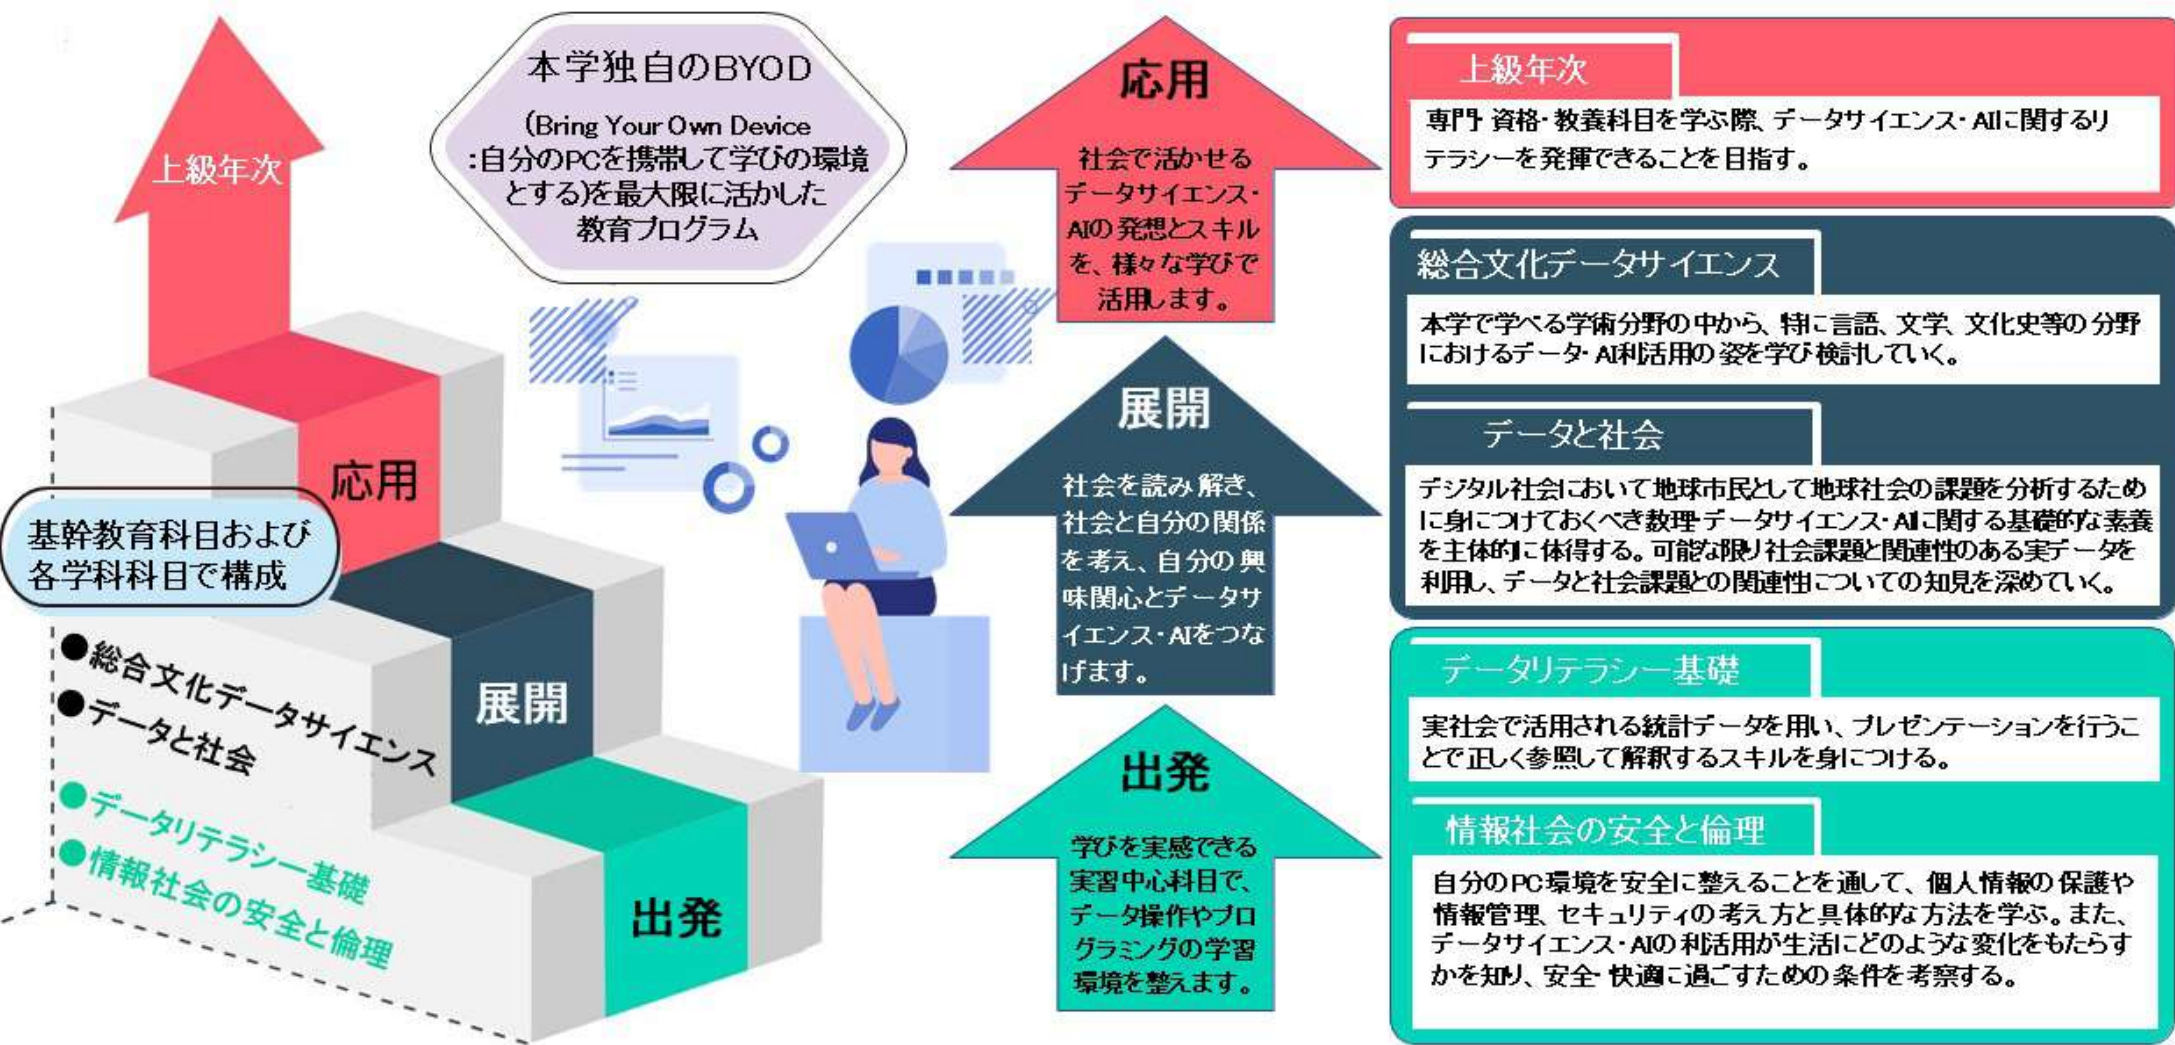 上級年次
応用
基幹教育科目および
各学科科目で構成
●総合文化データサイエンス
●データと社会
●データリテラシー基礎
●情報社会の安全と倫理
展開
出発
本学独自のBYOD
(Bring Your Own Device
:自分のPCを携帯して学びの環境
とする)を最大限に活かした
教育プログラム
応用
社会で活かせる
データサイエンス・
AIの発想とスキル
を、様々な学びで
活用します。
展開
社会を読み解き、
社会と自分の関係
を考え、自分の興
味関心とデータサ
イエンス・AIをつな
げます。
出発
学びを実感できる
実習中心科目で、
データ操作やプロ
グラミングの学習
環境を整えます。
上級年次
専門・資格・教養科目を学ぶ際、データサイエンス・AIに関するリ
テラシーを発揮できることを目指す。
総合文化データサイエンス
本学で学べる学術分野の中から、特に言語、文学、文化史等の分野
におけるデータ・AI利活用の姿を学び検討していく。
データと社会
デジタル社会において地球市民として地球社会の課題を分析するため
に身につけておくべき数理・データサイエンス・AIに関する基礎的な素養
を主体的に体得する。可能な限り社会課題と関連性のある実データを
利用し、データと社会課題との関連性についての知見を深めていく。
データリテラシー基礎
実社会で活用される統計データを用い、プレゼンテーションを行うこ
とで正しく参照して解釈するスキルを身につける。
情報社会の安全と倫理
自分のPC環境を安全に整えることを通して、個人情報の保護や
情報管理、セキュリティの考え方と具体的な方法を学ぶ。また、
データサイエンス・AIの利活用が生活にどのような変化をもたらす
かを知り、安全・快適に過ごすための条件を考察する。